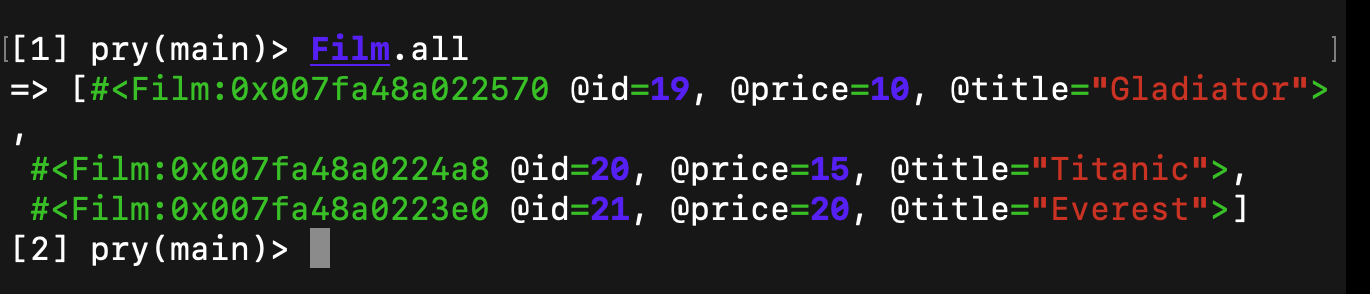 [[1] pry(main)> Film.all ]
=> [#<Film:0x007fa48a022570 @id=19, @price=10, @title="Gladiator">
,
 #<Film:0x007fa48a0224a8 @id=20, @price=15, @title="Titanic">,
 #<Film:0x007fa48a0223e0 @id=21, @price=20, @title="Everest">]
[2] pry(main)>